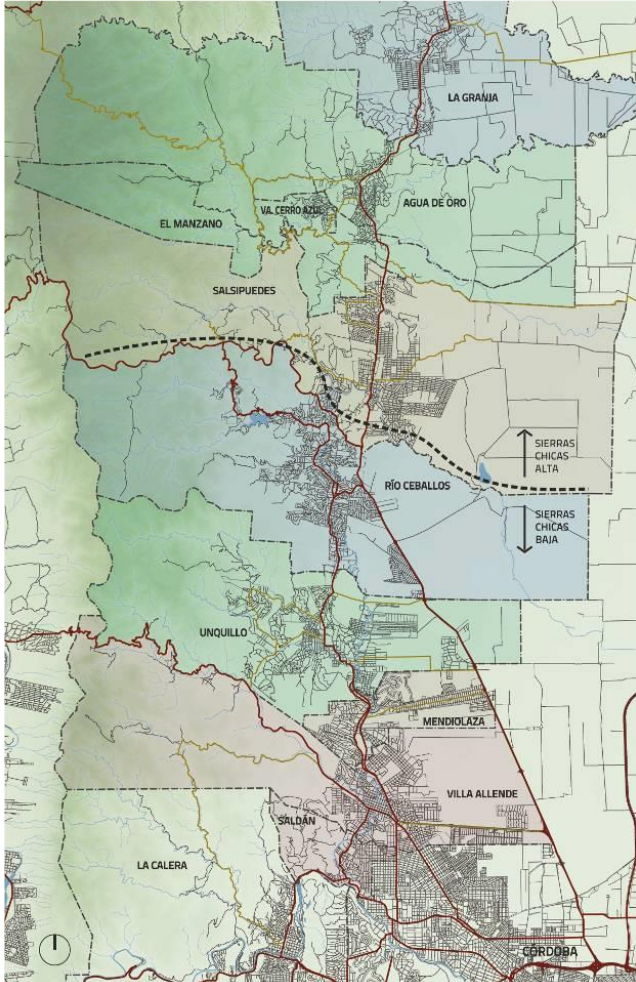 LA GRANJA
AGUA DE ORO
VA. CERRO AZUL
EL MANZANO
SALSIPUEDES
SIERRAS
CHICAS
ALTA
RÍO CEBALLOS
SIERRAS
CHICAS
BAJA
UNQUILLO
MENDIOLAZA
VILLA ALLENDE
SALDÁN
LA CALERA
CÓRDOBA